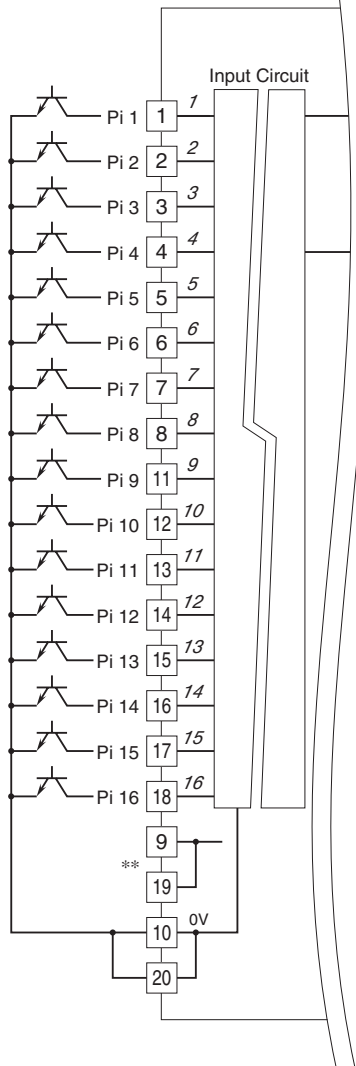 Input Circuit
Pi 1 1 1
Pi 2 2 2
Pi 3 3 3
Pi 4 4 4
Pi 5 5 5
Pi 6 6 6
Pi 7 7 7
Pi 8 8 8
Pi 9 11 9
Pi 10 12 10
Pi 11 13 11
Pi 12 14 12
Pi 13 15 13
Pi 14 16 14
Pi 15 17 15
Pi 16 18 16
9
**
19
10 0V
20